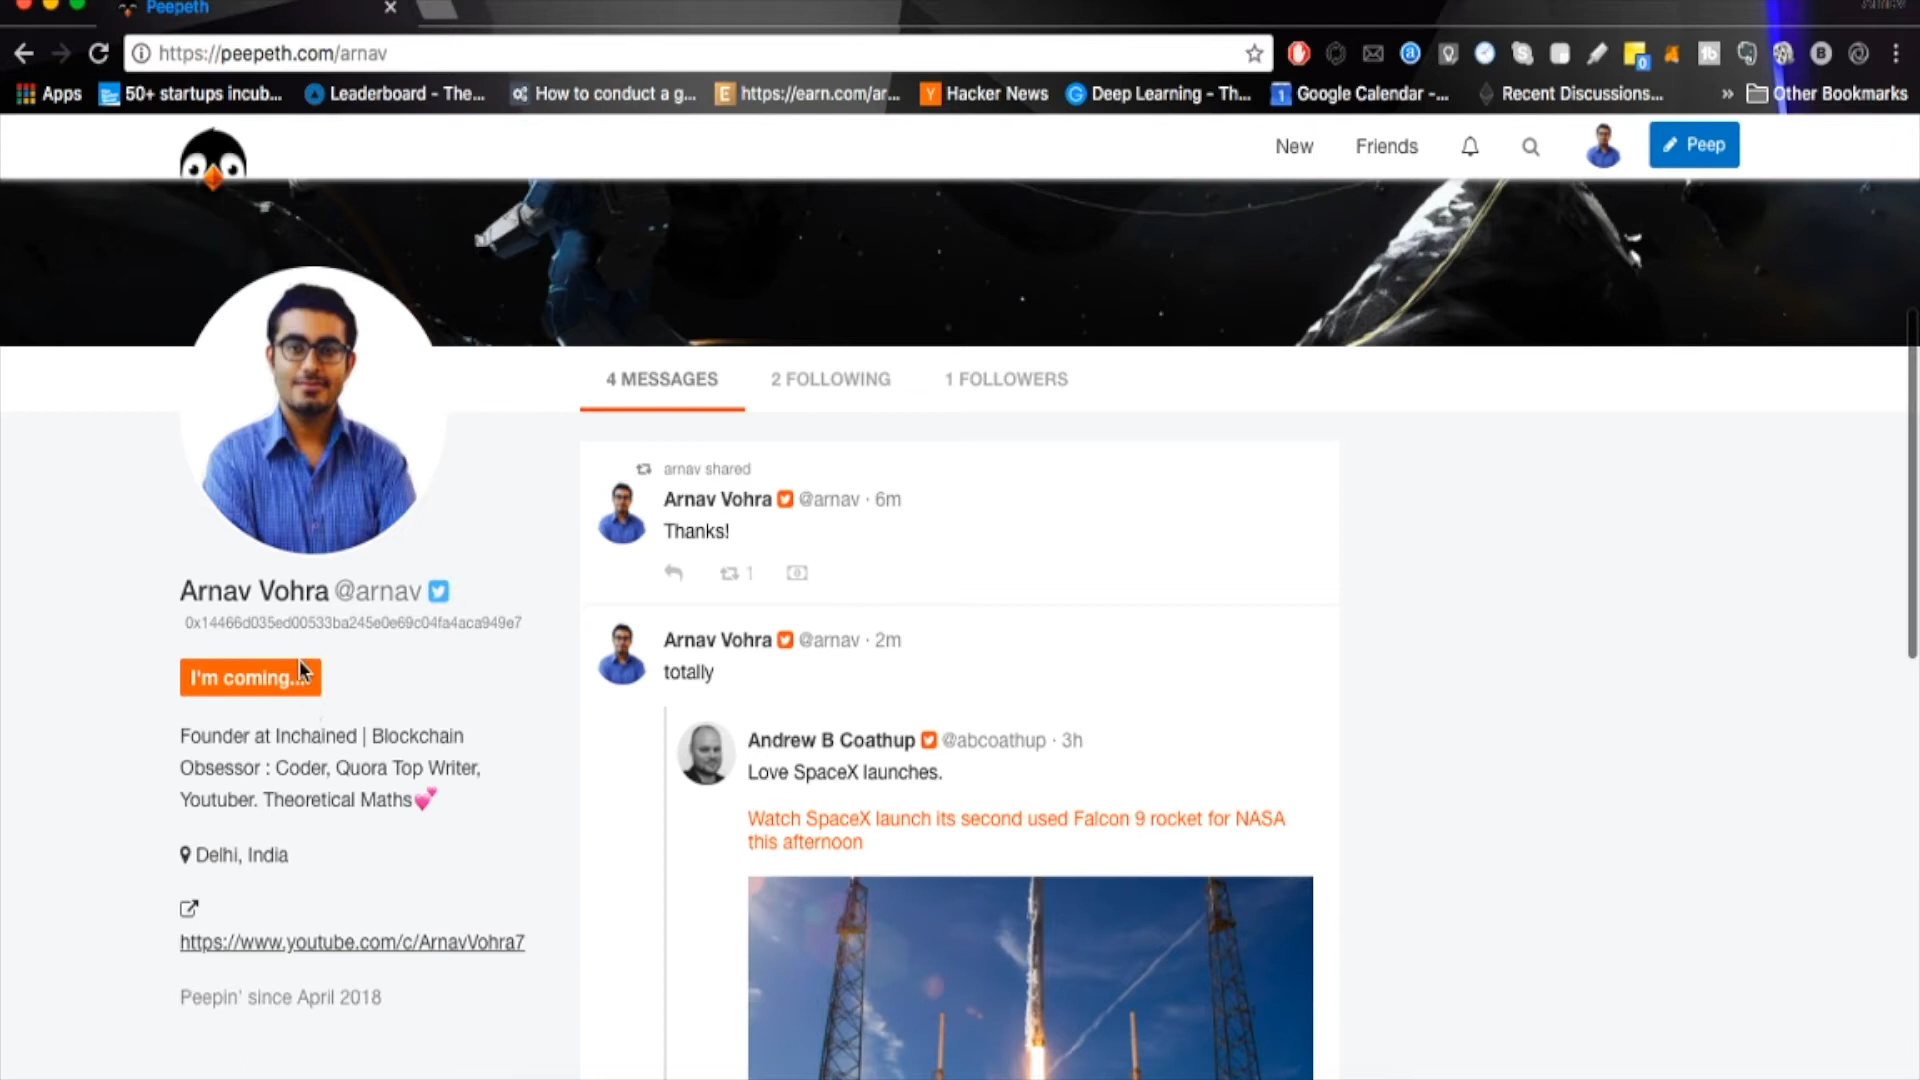 Peepeth
https://peepeth.com/arnav
Apps 50+ startups incub... Leaderboard - The... How to conduct a g... https://earn.com/ar... Hacker News Deep Learning - Th... Google Calendar -... Recent Discussions... » Other Bookmarks
New Friends Peep
4 MESSAGES 2 FOLLOWING 1 FOLLOWERS
Arnav Vohra @arnav
0x14466d035ed00533ba245e0e69c04fa4aca949e7
I'm coming...
Founder at Inchained | Blockchain
Obsessor : Coder, Quora Top Writer,
Youtuber. Theoretical Maths💕
Delhi, India
https://www.youtube.com/c/ArnavVohra7
Peepin' since April 2018
arnav shared
Arnav Vohra @arnav · 6m
Thanks!
1
Arnav Vohra @arnav · 2m
totally
Andrew B Coathup @abcoathup · 3h
Love SpaceX launches.
Watch SpaceX launch its second used Falcon 9 rocket for NASA
this afternoon